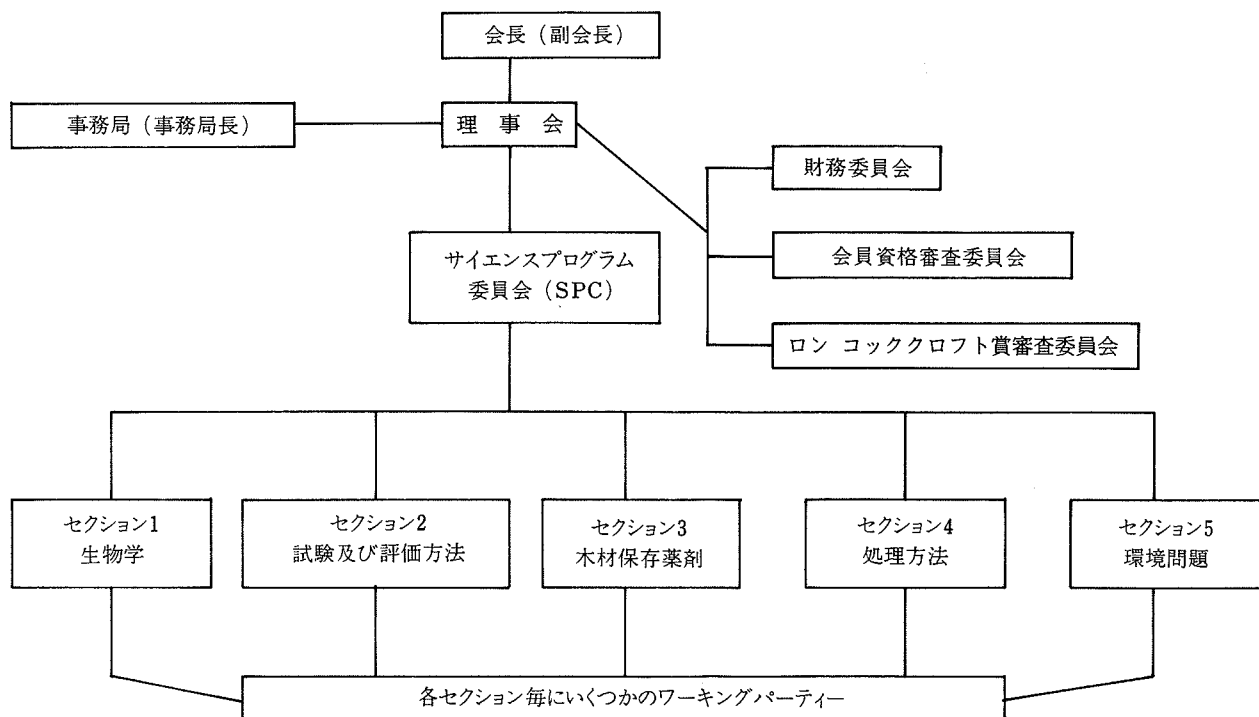 会長（副会長）
事務局（事務局長）
理事会
財務委員会
サイエンスプログラム
委員会（SPC）
会員資格審査委員会
ロン コッククロフト賞審査委員会
セクション1
生物学
セクション2
試験及び評価方法
セクション3
木材保存薬剤
セクション4
処理方法
セクション5
環境問題
各セクション毎にいくつかのワーキングパーティー